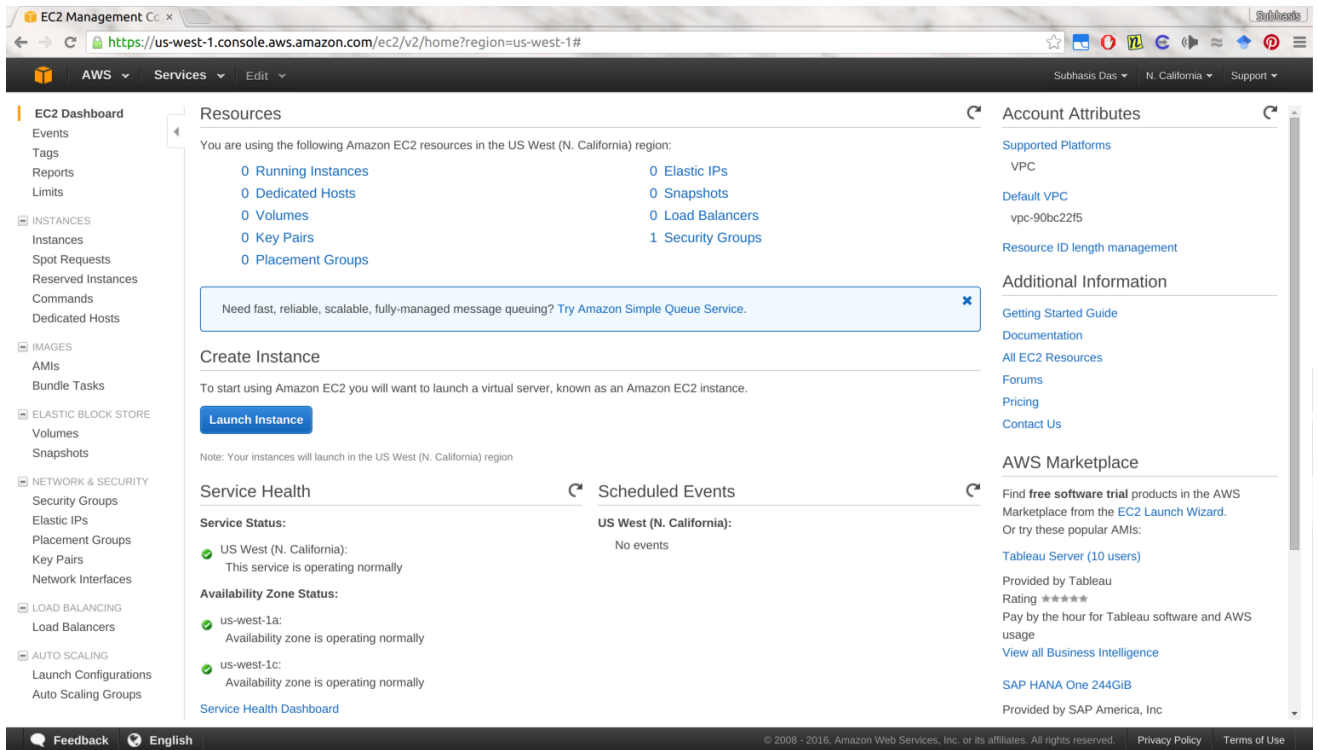 EC2 Management Co ×
Subhasis
https://us-west-1.console.aws.amazon.com/ec2/v2/home?region=us-west-1#
AWS Services Edit Subhasis Das N. California Support
EC2 Dashboard
Events
Tags
Reports
Limits
INSTANCES
Instances
Spot Requests
Reserved Instances
Commands
Dedicated Hosts
IMAGES
AMIs
Bundle Tasks
ELASTIC BLOCK STORE
Volumes
Snapshots
NETWORK & SECURITY
Security Groups
Elastic IPs
Placement Groups
Key Pairs
Network Interfaces
LOAD BALANCING
Load Balancers
AUTO SCALING
Launch Configurations
Auto Scaling Groups
Resources
You are using the following Amazon EC2 resources in the US West (N. California) region:
0 Running Instances
0 Dedicated Hosts
0 Volumes
0 Key Pairs
0 Placement Groups
0 Elastic IPs
0 Snapshots
0 Load Balancers
1 Security Groups
Need fast, reliable, scalable, fully-managed message queuing? Try Amazon Simple Queue Service.
Create Instance
To start using Amazon EC2 you will want to launch a virtual server, known as an Amazon EC2 instance.
Launch Instance
Note: Your instances will launch in the US West (N. California) region
Service Health
Service Status:
US West (N. California):
This service is operating normally
Availability Zone Status:
us-west-1a:
Availability zone is operating normally
us-west-1c:
Availability zone is operating normally
Service Health Dashboard
Scheduled Events
US West (N. California):
No events
Account Attributes
Supported Platforms
VPC
Default VPC
vpc-90bc22f5
Resource ID length management
Additional Information
Getting Started Guide
Documentation
All EC2 Resources
Forums
Pricing
Contact Us
AWS Marketplace
Find free software trial products in the AWS
Marketplace from the EC2 Launch Wizard.
Or try these popular AMIs:
Tableau Server (10 users)
Provided by Tableau
Rating
Pay by the hour for Tableau software and AWS
usage
View all Business Intelligence
SAP HANA One 244GiB
Provided by SAP America, Inc
Feedback English
© 2008 - 2016, Amazon Web Services, Inc. or its affiliates. All rights reserved. Privacy Policy Terms of Use